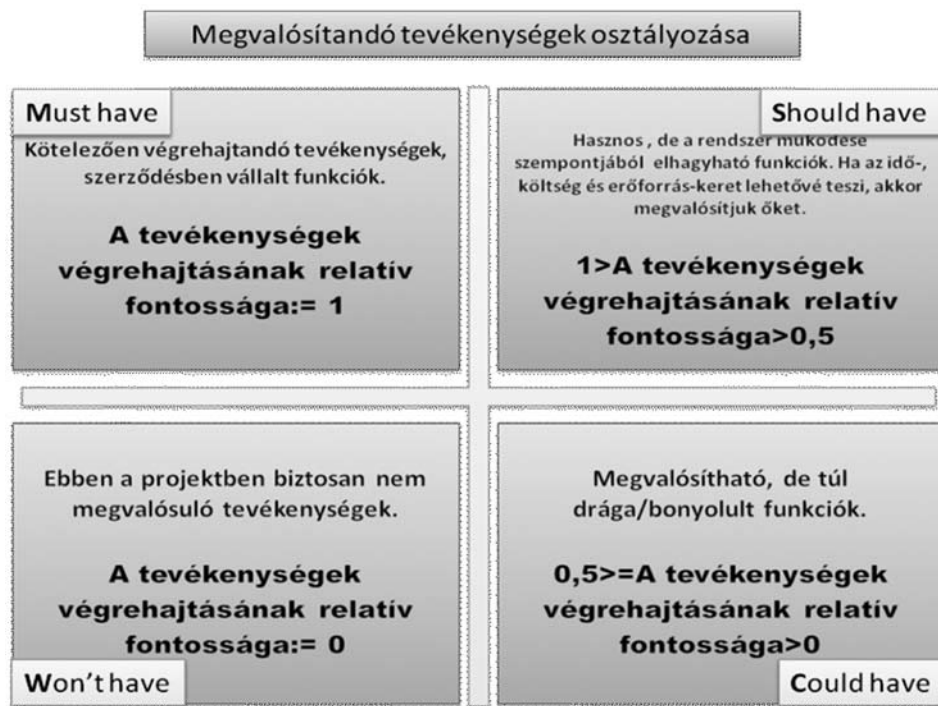 Megvalósítandó tevékenységek osztályozása
Must have
Kötelezően végrehajtandó tevékenységek,
szerződésben vállalt funkciók.
A tevékenységek
végrehajtásának relatív
fontossága:= 1
Should have
Hasznos , de a rendszer működése
szempontjából elhagyható funkciók. Ha az idő-,
költség és erőforrás-keret lehetővé teszi, akkor
megvalósítjuk őket.
1>A tevékenységek
végrehajtásának relatív
fontossága>0,5
Ebben a projektben biztosan nem
megvalósuló tevékenységek.
A tevékenységek
végrehajtásának relatív
fontossága:= 0
Won't have
Megvalósítható, de túl
drága/bonyolult funkciók.
0,5>=A tevékenységek
végrehajtásának relatív
fontossága>0
Could have